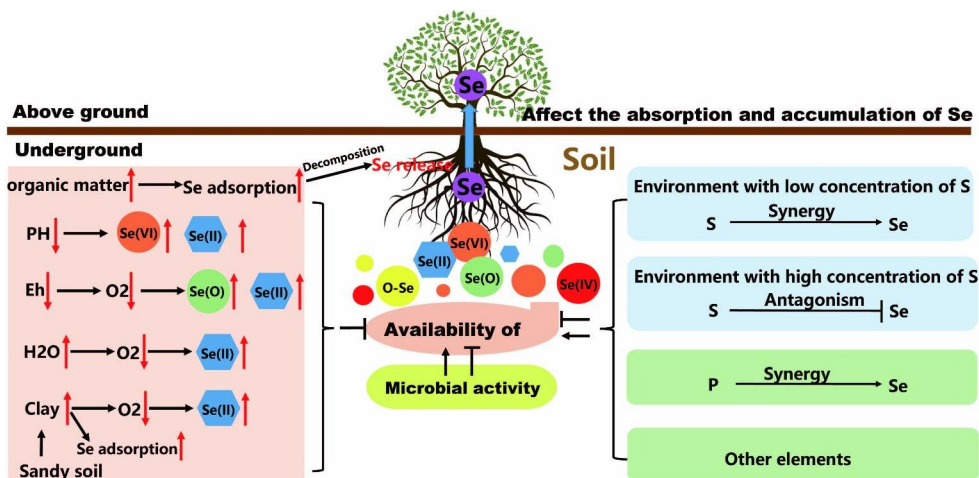 Se
Above ground
Affect the absorption and accumulation of Se
Underground
Decomposition
Se release
Soil
organic matter
Se adsorption
Se
PH
Se(VI)
Se(II)
Eh
O2
Se(O)
Se(II)
H2O
O2
Se(II)
Clay
O2
Se(II)
Se adsorption
Sandy soil
Se(VI)
Se(II)
Se(O)
O-Se
Se(IV)
Availability of
Microbial activity
Environment with low concentration of S
Synergy
S
Se
Environment with high concentration of S
Antagonism
S
Se
Synergy
P
Se
Other elements